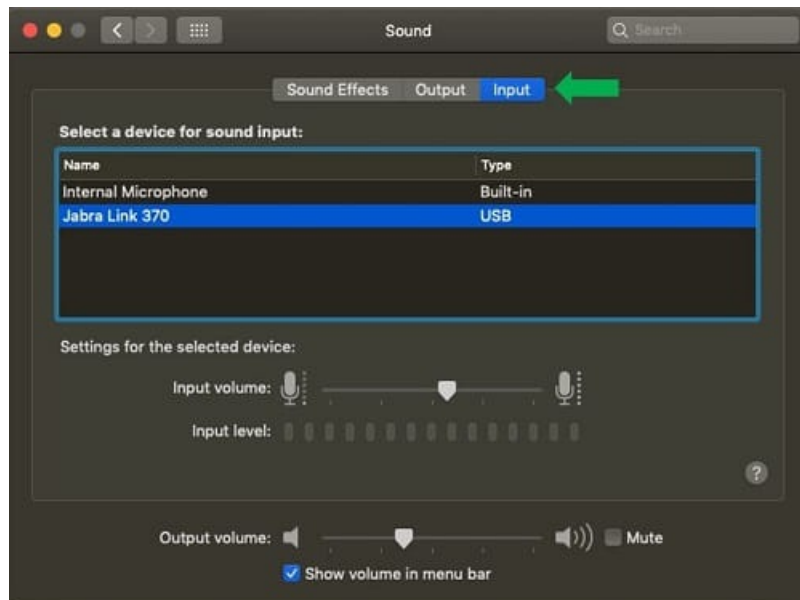 Sound
Search
Sound Effects Output Input
Select a device for sound input:
Name Type
Internal Microphone Built-in
Jabra Link 370 USB
Settings for the selected device:
Input volume:
Input level:
?
Output volume: Mute
Show volume in menu bar